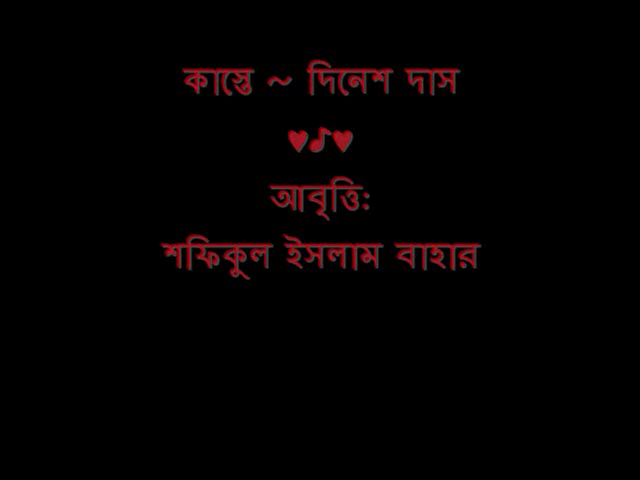 কাস্তে ~ দিনেশ দাস
♥♪♥
আবৃত্তি:
শফিকুল ইসলাম বাহার